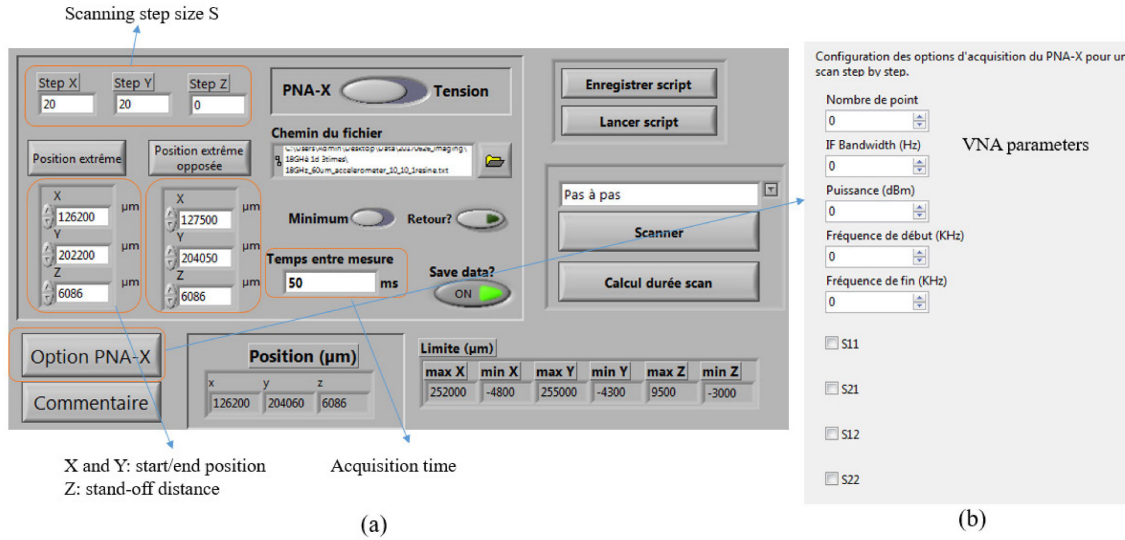 Scanning step size S
Step X
Step Y
Step Z
20
20
0
PNA-X
Tension
Position extrême
Position extrême
opposée
Chemin du fichier
18GHz_60um_accelerometer_10_10_1resine.txt
X
126200
µm
Y
202200
µm
Z
6086
µm
X
127500
µm
Y
204050
µm
Z
6086
µm
Minimum
Retour?
Temps entre mesure
50
ms
Save data?
ON
Enregistrer script
Lancer script
Pas à pas
Scanner
Calcul durée scan
Option PNA-X
Commentaire
Position (µm)
x
y
z
126200
204060
6086
Limite (µm)
max X
min X
max Y
min Y
max Z
min Z
252000
-4800
255000
-4300
9500
-3000
X and Y: start/end position
Z: stand-off distance
Acquisition time
(a)
Configuration des options d'acquisition du PNA-X pour un
scan step by step.
Nombre de point
0
IF Bandwidth (Hz)
0
VNA parameters
Puissance (dBm)
0
Fréquence de début (KHz)
0
Fréquence de fin (KHz)
0
S11
S21
S12
S22
(b)